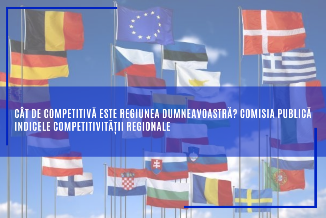 CÂT DE COMPETITIVĂ ESTE REGIUNEA DUMNEAVOASTRĂ? COMISIA PUBLICĂ
INDICELE COMPETITIVITĂȚII REGIONALE